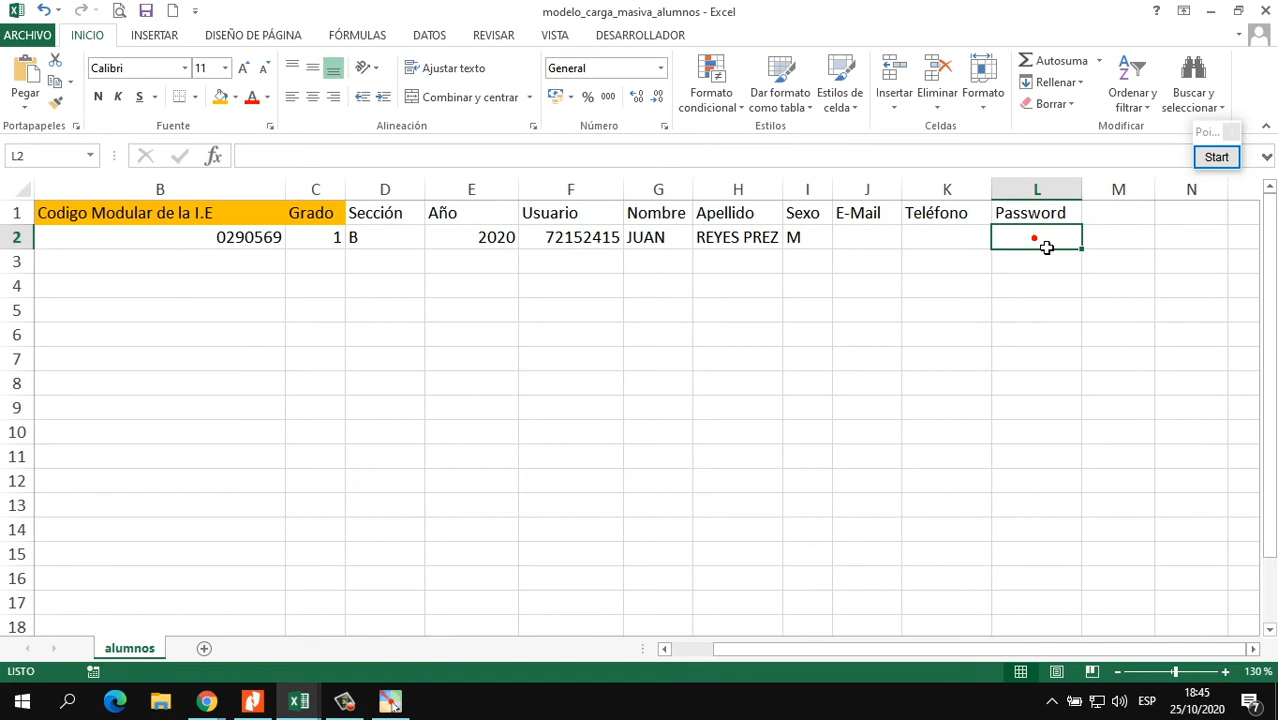 modelo_carga_masiva_alumnos - Excel
ARCHIVO INICIO INSERTAR DISEÑO DE PÁGINA FÓRMULAS DATOS REVISAR VISTA DESARROLLADOR
Pegar
Portapapeles
Calibri 11
N K S
Fuente
Ajustar texto
Combinar y centrar
Alineación
General
% 000
Número
Formato condicional
Dar formato como tabla
Estilos de celda
Estilos
Insertar Eliminar Formato
Celdas
Autosuma
Rellenar
Borrar
Ordenar y filtrar
Buscar y seleccionar
Modificar
Poi...
Start
L2
fx
B C D E F G H I J K L M N
1 Codigo Modular de la I.E Grado Sección Año Usuario Nombre Apellido Sexo E-Mail Teléfono Password
2 0290569 1 B 2020 72152415 JUAN REYES PREZ M
3
4
5
6
7
8
9
10
11
12
13
14
15
16
17
18
alumnos
LISTO
130 %
ESP
18:45
25/10/2020
7